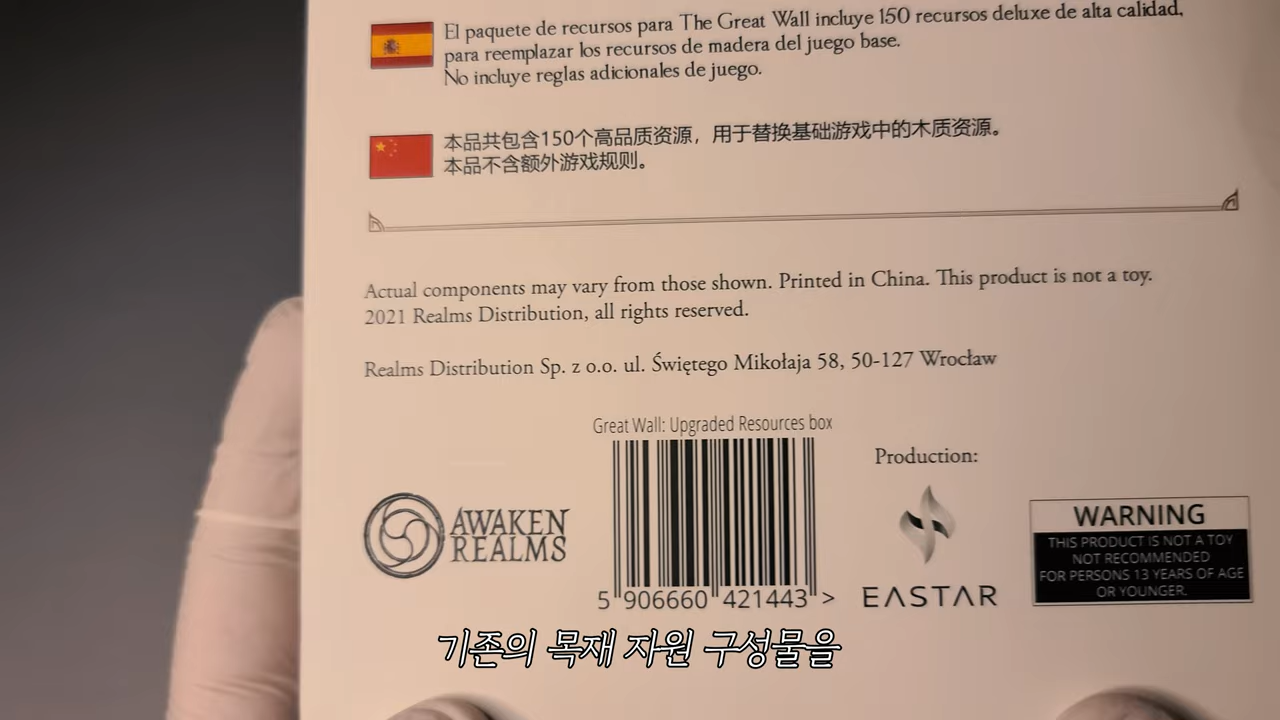 El paquete de recursos para The Great Wall incluye 150 recursos deluxe de alta calidad,
para reemplazar los recursos de madera del juego base.
No incluye reglas adicionales de juego.
本品共包含150个高品质资源，用于替换基础游戏中的木质资源。
本品不含额外游戏规则。
Actual components may vary from those shown. Printed in China. This product is not a toy.
2021 Realms Distribution, all rights reserved.
Realms Distribution Sp. z o.o. ul. Świętego Mikołaja 58, 50-127 Wrocław
Great Wall: Upgraded Resources box
5 906660 421443 >
AWAKEN
REALMS
Production:
EASTAR
WARNING
THIS PRODUCT IS NOT A TOY
NOT RECOMMENDED
FOR PERSONS 13 YEARS OF AGE
OR YOUNGER.
기존의 목재 자원 구성물을